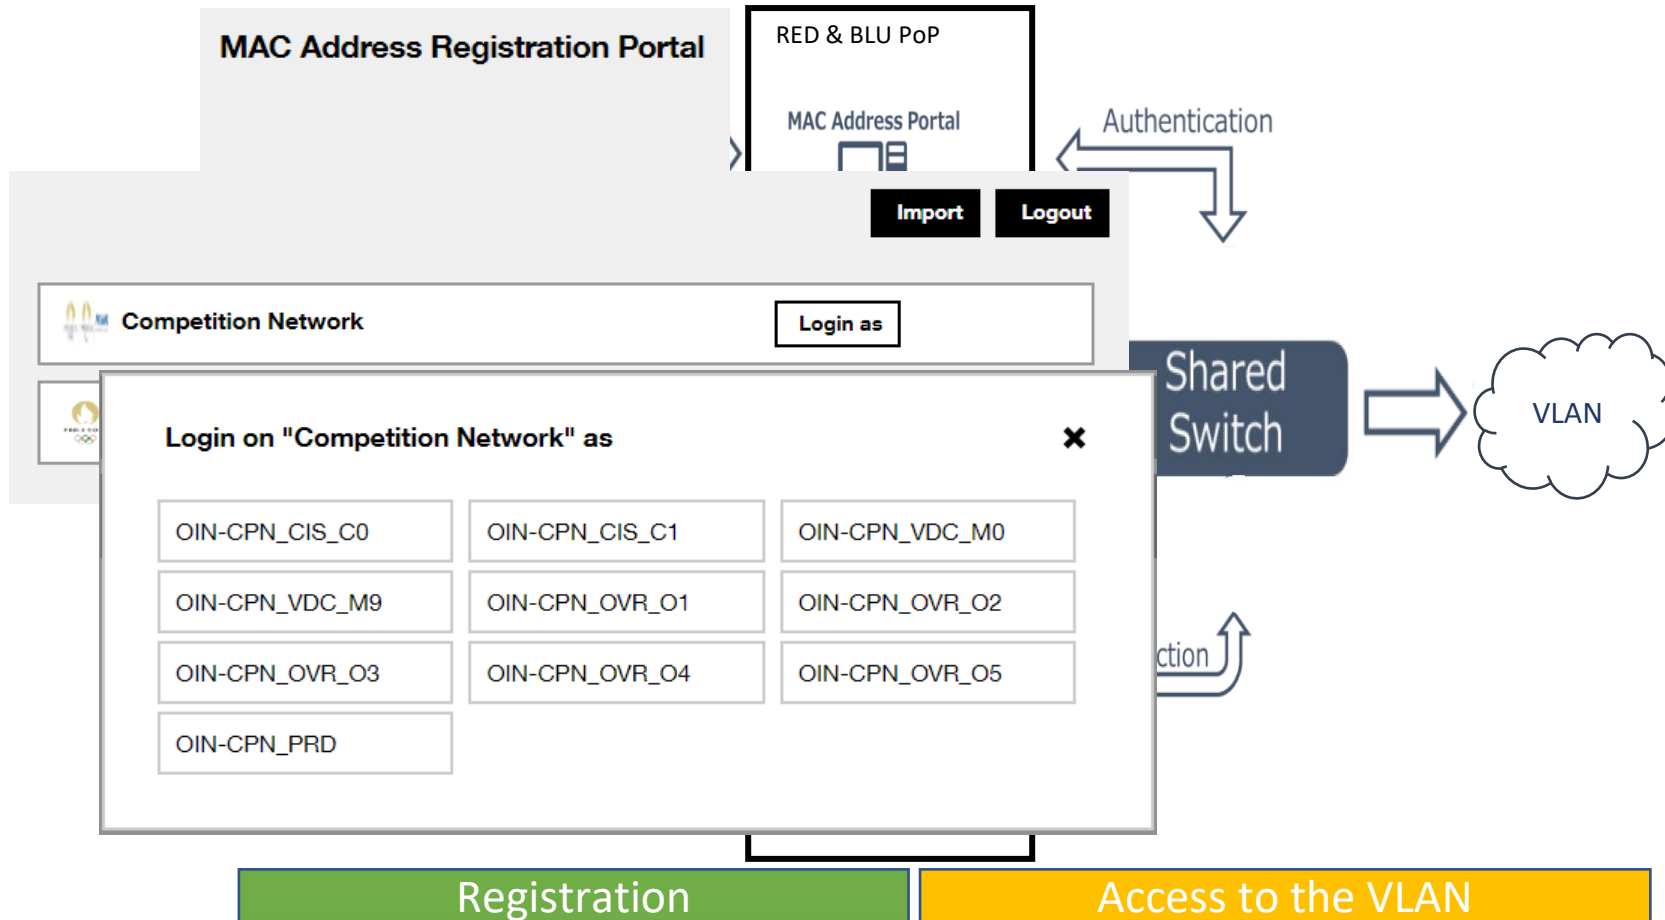 MAC Address Registration Portal
RED & BLU PoP
MAC Address Portal
Authentication
Import
Logout
Competition Network
Login as
Shared
Switch
VLAN
Login on "Competition Network" as
OIN-CPN_CIS_C0
OIN-CPN_CIS_C1
OIN-CPN_VDC_M0
OIN-CPN_VDC_M9
OIN-CPN_OVR_O1
OIN-CPN_OVR_O2
OIN-CPN_OVR_O3
OIN-CPN_OVR_O4
OIN-CPN_OVR_O5
ction
OIN-CPN_PRD
Registration
Access to the VLAN